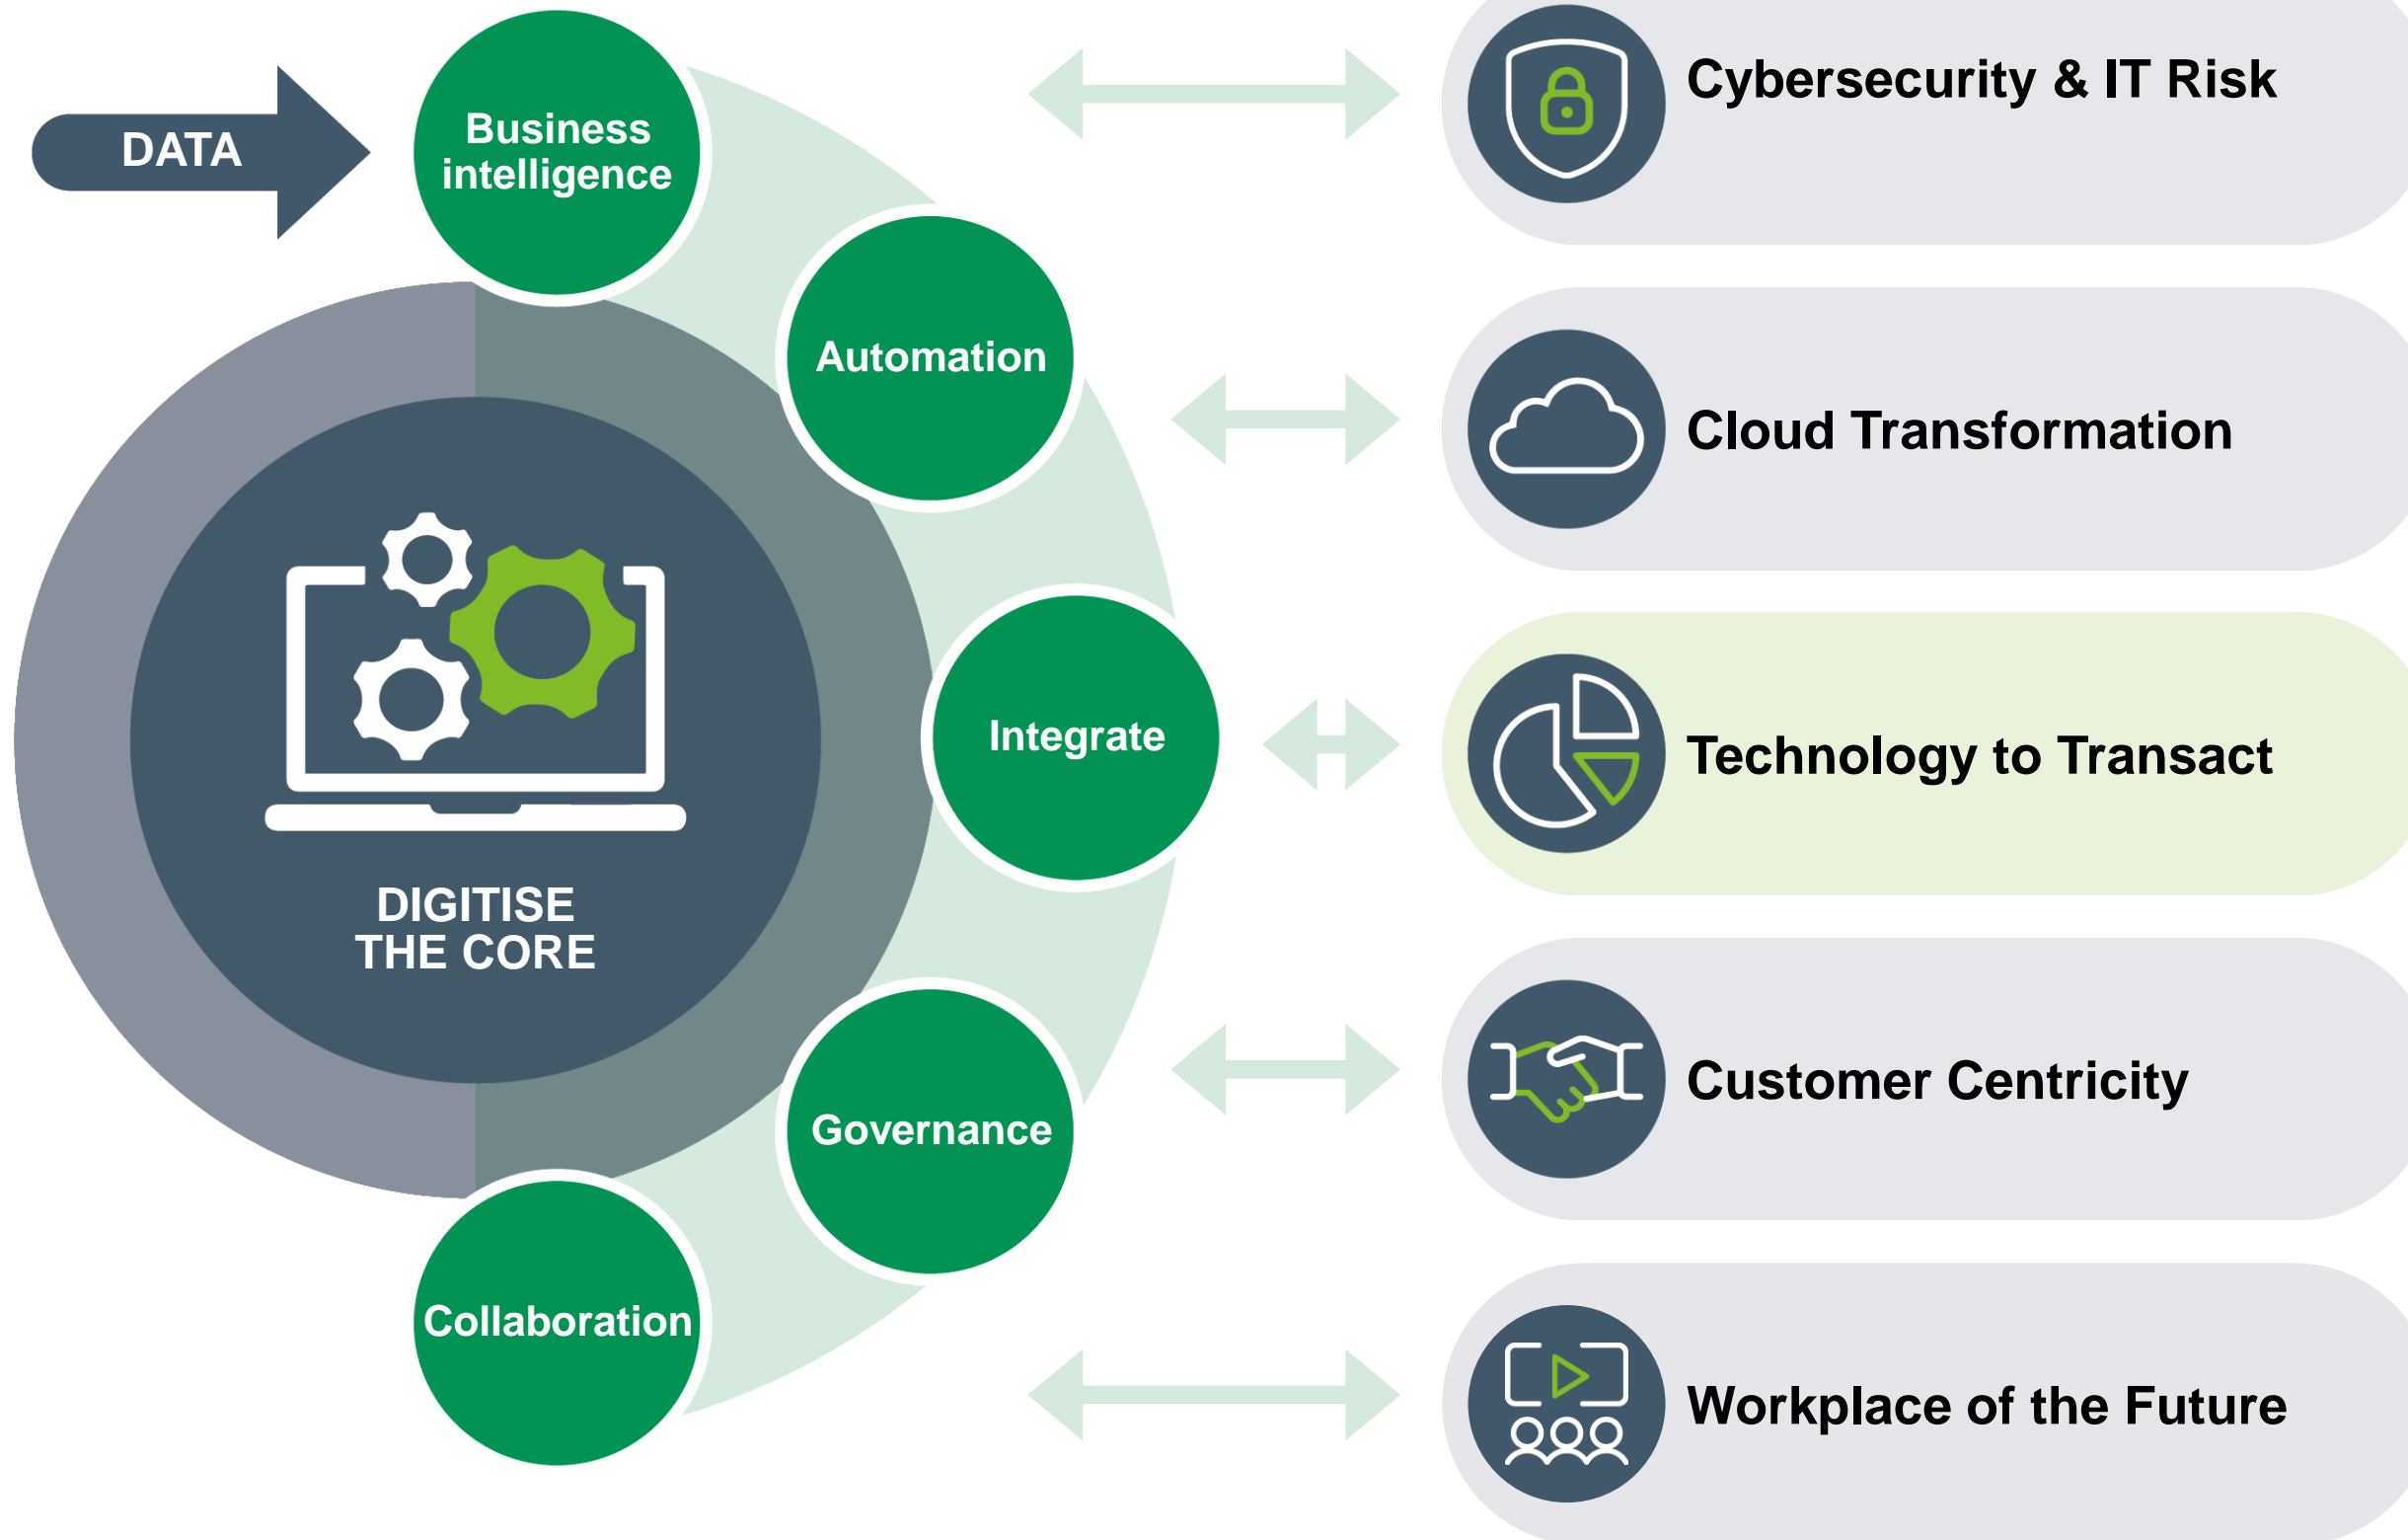 DATA
Business
intelligence
Automation
Integrate
Governance
Collaboration
DIGITISE
THE CORE
Cybersecurity & IT Risk
Cloud Transformation
Technology to Transact
Customer Centricity
Workplace of the Future